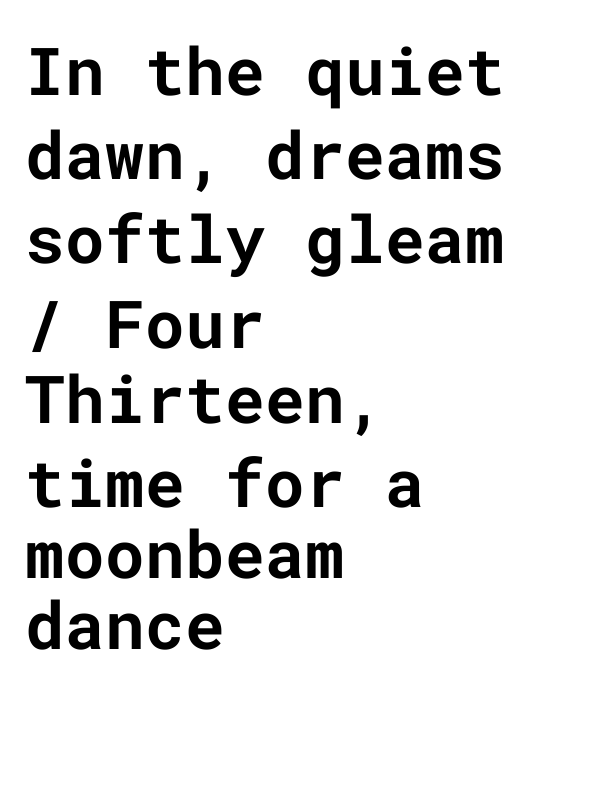 In the quiet
dawn, dreams
softly gleam
/ Four
Thirteen,
time for a
moonbeam
dance